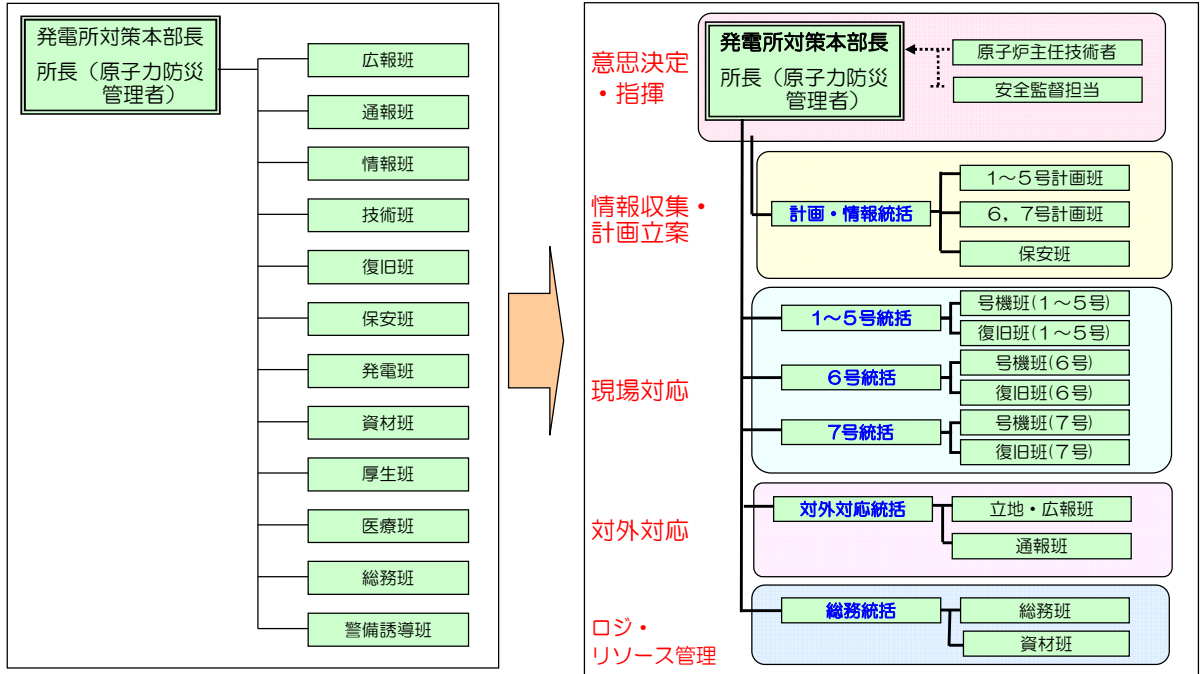 発電所対策本部長
所長（原子力防災
管理者）
広報班
通報班
情報班
技術班
復旧班
保安班
発電班
資材班
厚生班
医療班
総務班
警備誘導班
意思決定
・指揮
発電所対策本部長
所長（原子力防災
管理者）
原子炉主任技術者
安全監督担当
情報収集・
計画立案
計画・情報統括
1～5号計画班
6，7号計画班
保安班
現場対応
1～5号統括
号機班(1～5号)
復旧班(1～5号)
6号統括
号機班(6号)
復旧班(6号)
7号統括
号機班(7号)
復旧班(7号)
対外対応
対外対応統括
立地・広報班
通報班
ロジ・
リソース管理
総務統括
総務班
資材班